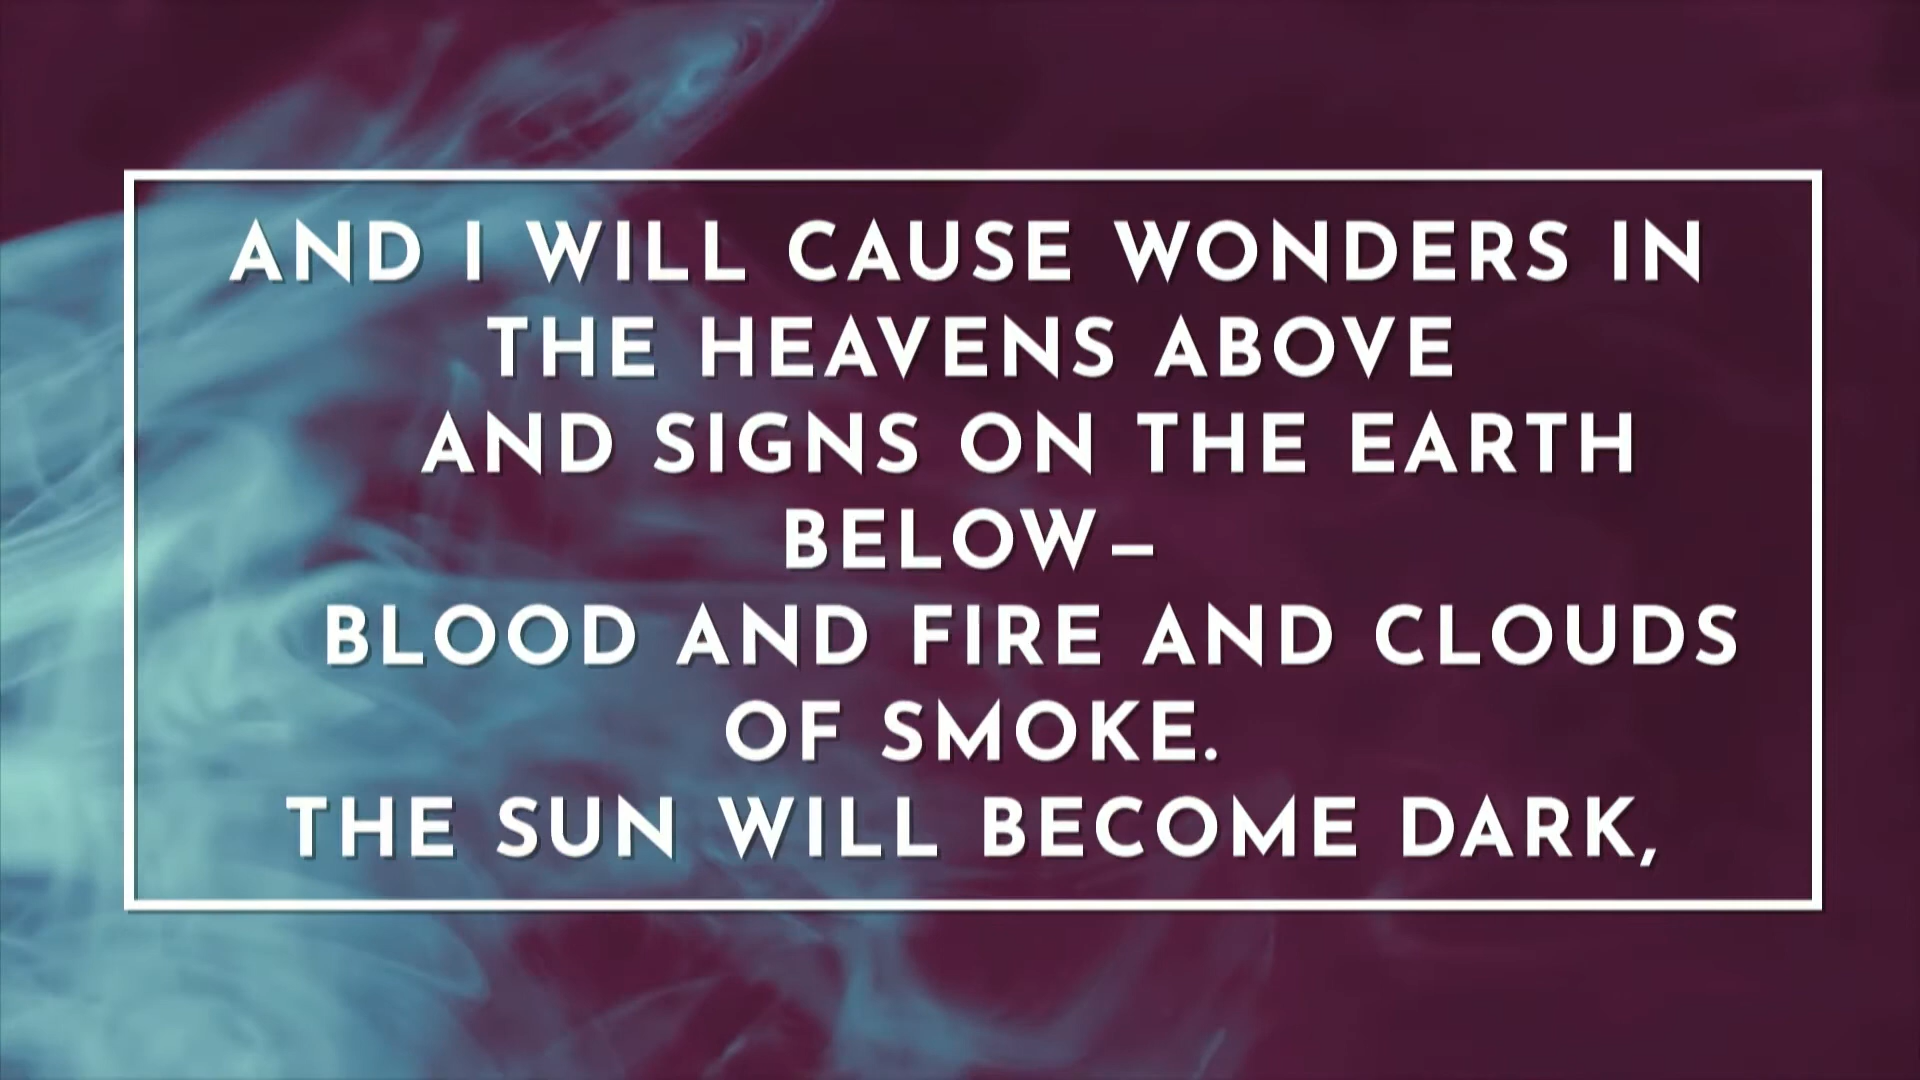 AND I WILL CAUSE WONDERS IN
THE HEAVENS ABOVE
AND SIGNS ON THE EARTH
BELOW—
BLOOD AND FIRE AND CLOUDS
OF SMOKE.
THE SUN WILL BECOME DARK,